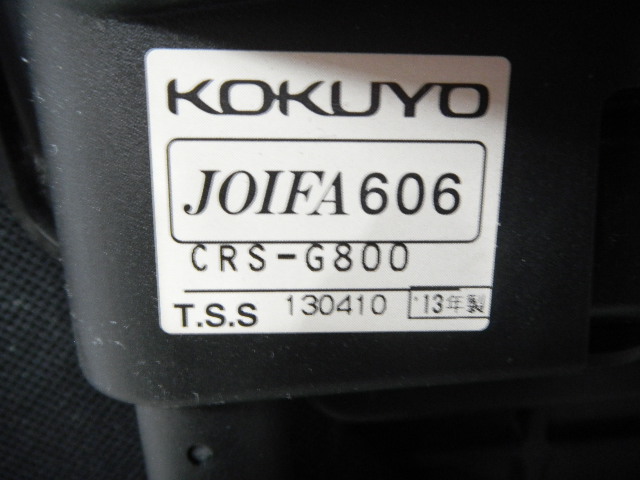 KOKUYO
JOIFA 606
CRS-G800
T.S.S 130410 '13年製